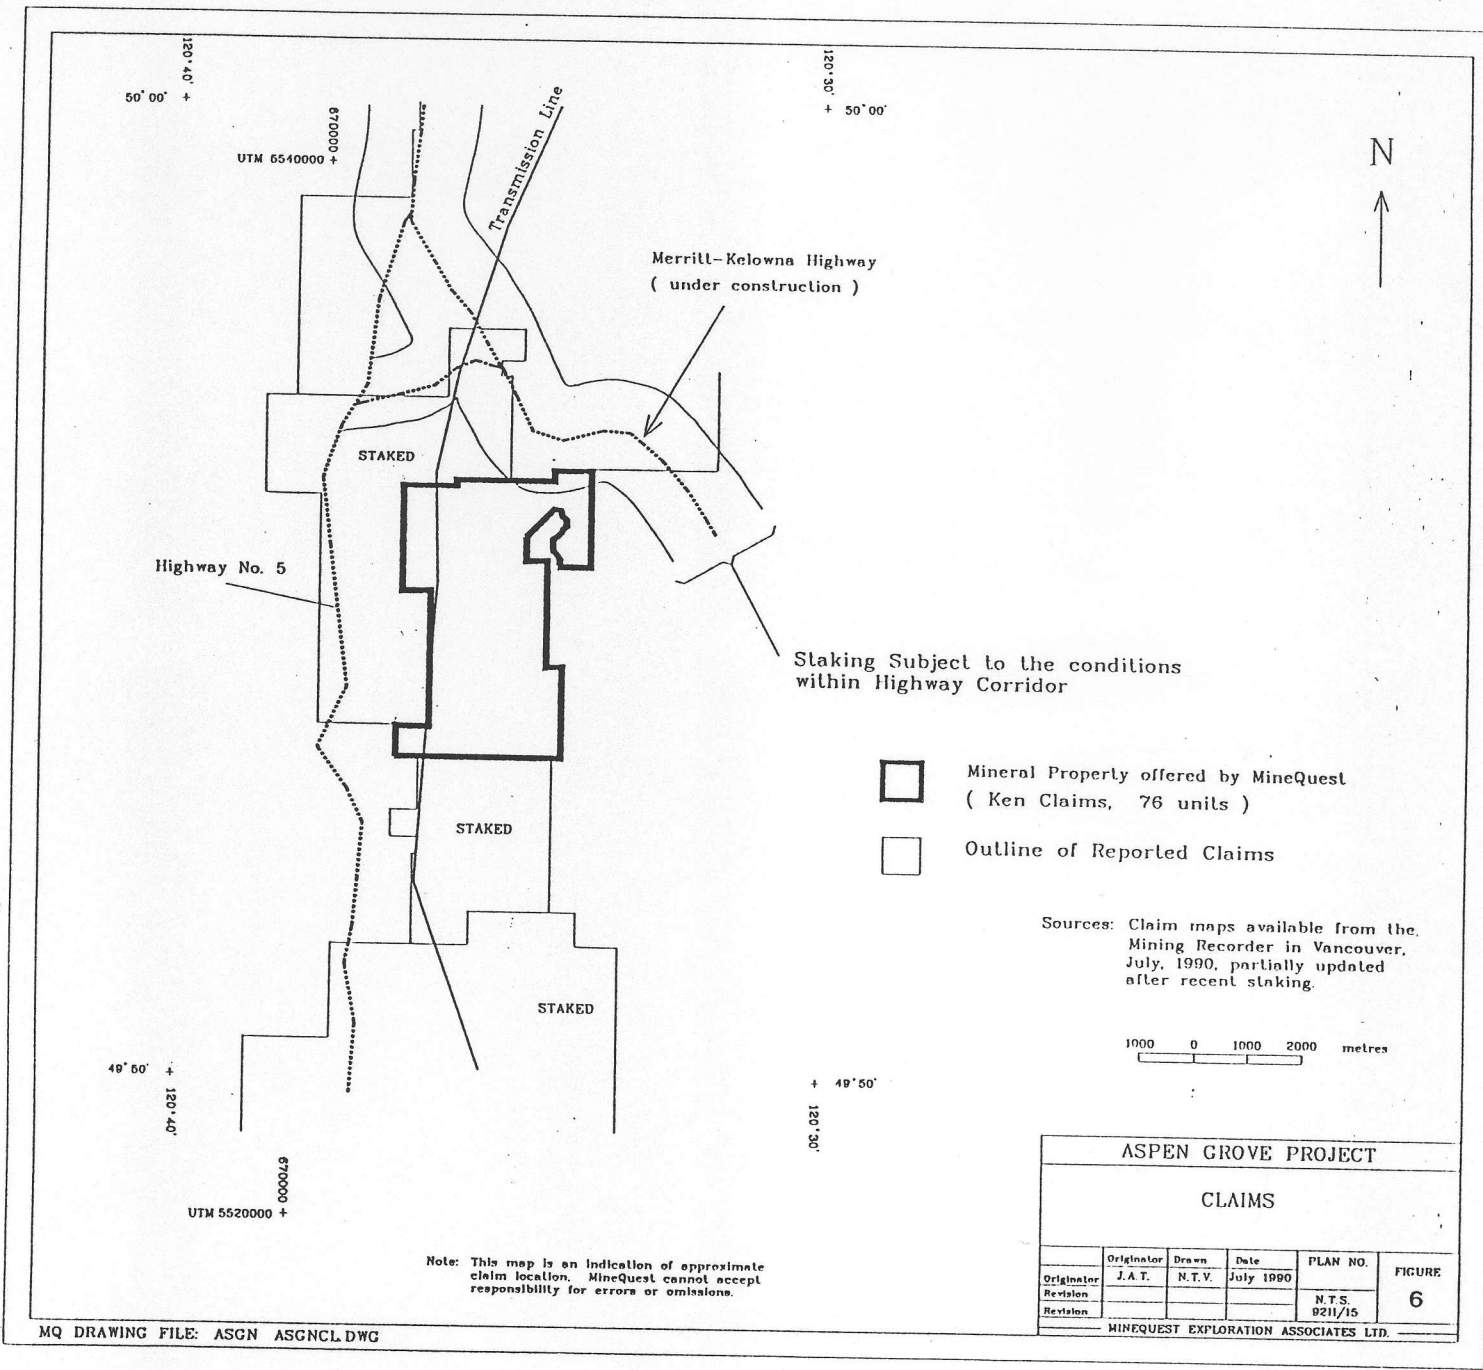 120°40'
120°30'
50°00' +
+ 50°00'
670000
UTM 5540000 +
Transmission Line
N
Merritt-Kelowna Highway
( under construction )
STAKED
Highway No. 5
Staking Subject to the conditions
within Highway Corridor
Mineral Property offered by MineQuest
( Ken Claims, 76 units )
STAKED
Outline of Reported Claims
Sources: Claim maps available from the
Mining Recorder in Vancouver,
July, 1990, partially updated
after recent staking.
STAKED
1000 0 1000 2000 metres
49°50' +
+ 49°50'
120°40'
120°30'
670000
UTM 5520000 +
ASPEN GROVE PROJECT
CLAIMS
Note: This map is an indication of approximate
claim location. MineQuest cannot accept
responsibility for errors or omissions.
Originator Drawn Date PLAN NO. FIGURE
Originator J.A.T. N.T.V. July 1990
Revision N.T.S. 6
Revision 92H/15
MINEQUEST EXPLORATION ASSOCIATES LTD.
MQ DRAWING FILE: ASGN ASGNCL.DWG